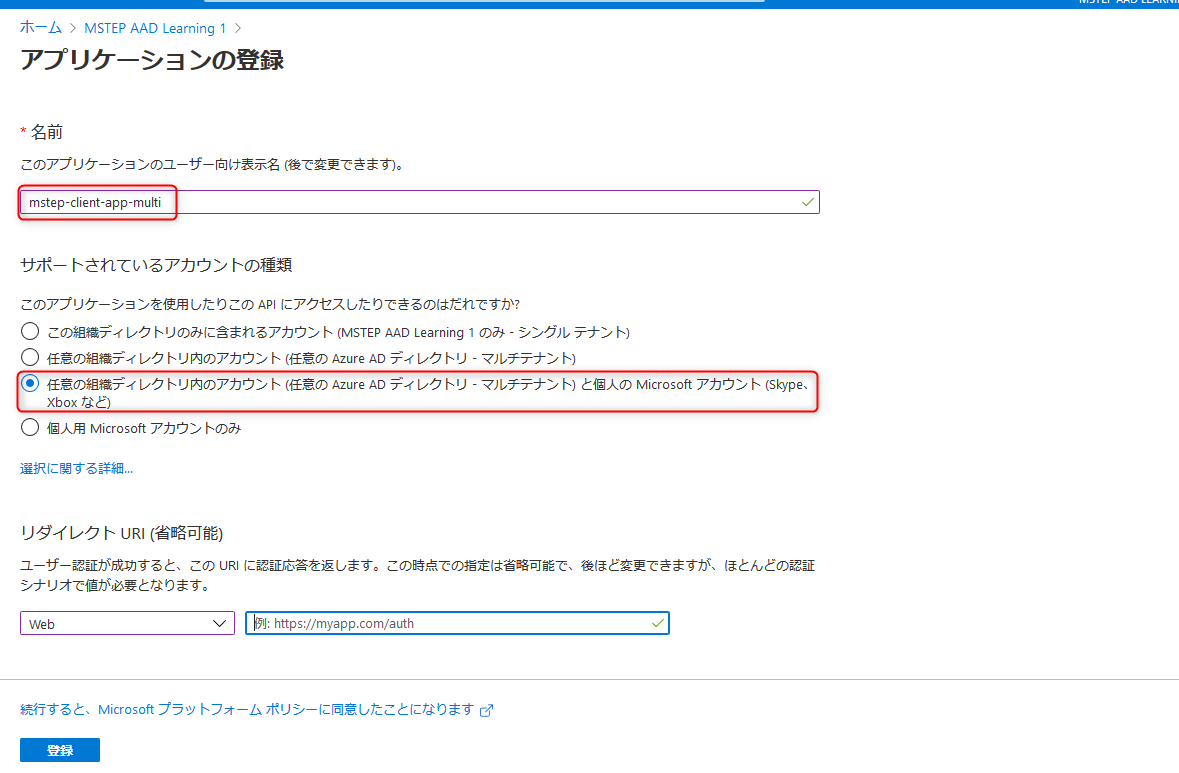 MSTEP AAD LEARNI
ホーム > MSTEP AAD Learning 1 >
アプリケーションの登録
* 名前
このアプリケーションのユーザー向け表示名 (後で変更できます)。
mstep-client-app-multi
サポートされているアカウントの種類
このアプリケーションを使用したりこの API にアクセスしたりできるのはだれですか?
この組織ディレクトリのみに含まれるアカウント (MSTEP AAD Learning 1 のみ - シングル テナント)
任意の組織ディレクトリ内のアカウント (任意の Azure AD ディレクトリ - マルチテナント)
任意の組織ディレクトリ内のアカウント (任意の Azure AD ディレクトリ - マルチテナント) と個人の Microsoft アカウント (Skype、
Xbox など)
個人用 Microsoft アカウントのみ
選択に関する詳細...
リダイレクト URI (省略可能)
ユーザー認証が成功すると、この URI に認証応答を返します。この時点での指定は省略可能で、後ほど変更できますが、ほとんどの認証
シナリオで値が必要となります。
Web 例: https://myapp.com/auth
続行すると、Microsoft プラットフォーム ポリシーに同意したことになります
登録